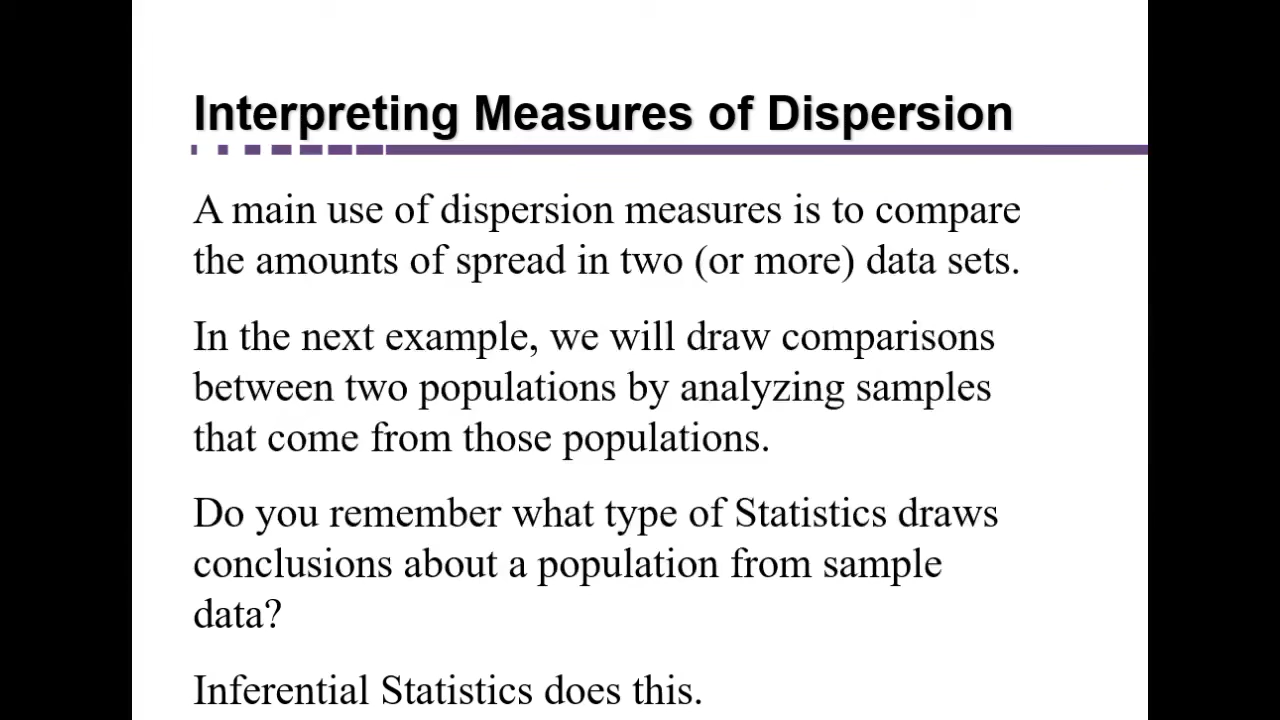 Interpreting Measures of Dispersion
A main use of dispersion measures is to compare
the amounts of spread in two (or more) data sets.
In the next example, we will draw comparisons
between two populations by analyzing samples
that come from those populations.
Do you remember what type of Statistics draws
conclusions about a population from sample
data?
Inferential Statistics does this.